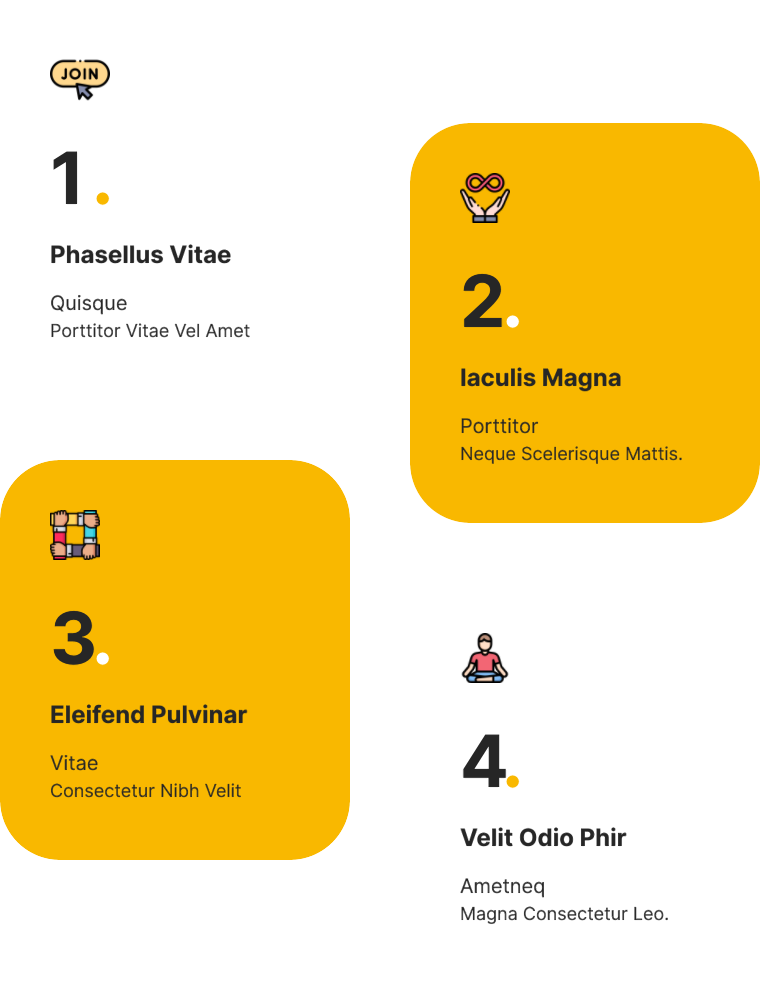 JOIN
1.
Phasellus Vitae
Quisque
Porttitor Vitae Vel Amet
2.
Iaculis Magna
Porttitor
Neque Scelerisque Mattis.
3.
Eleifend Pulvinar
Vitae
Consectetur Nibh Velit
4.
Velit Odio Phir
Ametneq
Magna Consectetur Leo.